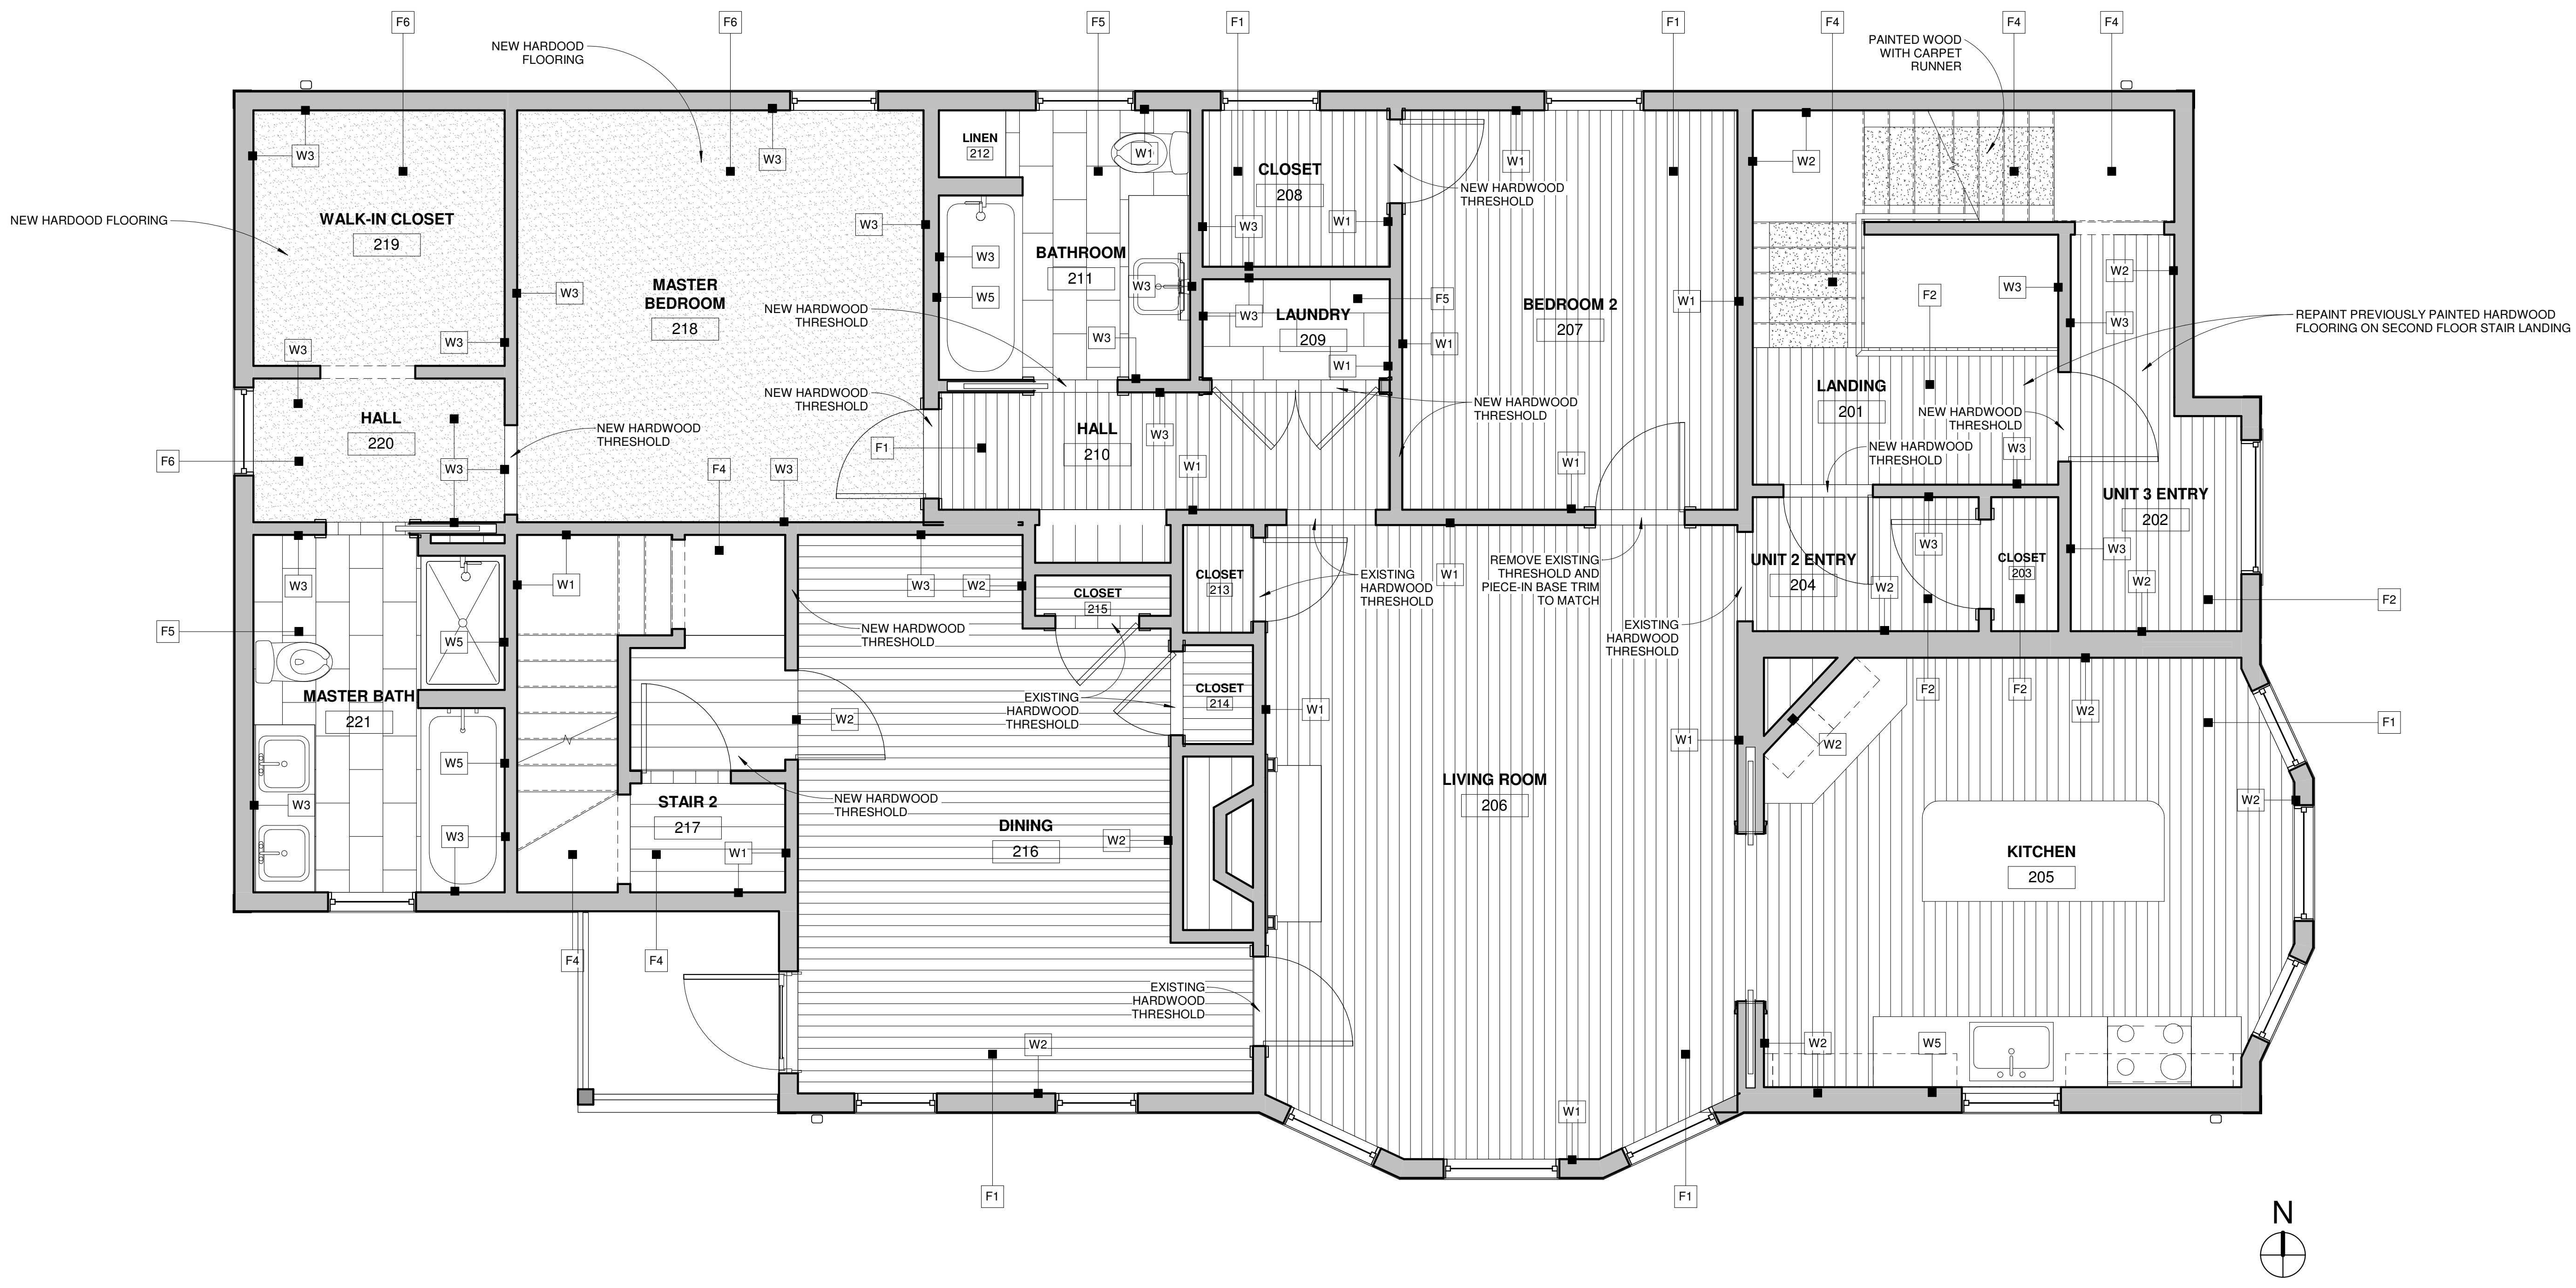 F6
F6
F5
F1
F1
F4
F4
F4
NEW HARDOOD
FLOORING
PAINTED WOOD
WITH CARPET
RUNNER
W3
W3
LINEN
212
W1
CLOSET
208
W1
W2
NEW HARDWOOD
THRESHOLD
NEW HARDOOD FLOORING
WALK-IN CLOSET
219
W3
W3
W1
BATHROOM
211
W3
W5
W3
W3
MASTER
BEDROOM
218
W3
NEW HARDWOOD
THRESHOLD
F5
W3
LAUNDRY
209
W1
W1
BEDROOM 2
207
W1
F2
W3
W2
W3
REPAINT PREVIOUSLY PAINTED HARDWOOD
FLOORING ON SECOND FLOOR STAIR LANDING
W3
W3
HALL
220
F6
W3
NEW HARDWOOD
THRESHOLD
NEW HARDWOOD
THRESHOLD
F1
F4
W3
HALL
210
W3
W1
NEW HARDWOOD
THRESHOLD
W1
LANDING
201
NEW HARDWOOD
THRESHOLD
NEW HARDWOOD
THRESHOLD
W3
UNIT 3 ENTRY
202
W3
W2
F2
W3
W1
W3
W2
CLOSET
215
CLOSET
213
EXISTING
HARDWOOD
THRESHOLD
W1
REMOVE EXISTING
THRESHOLD AND
PIECE-IN BASE TRIM
TO MATCH
UNIT 2 ENTRY
204
W3
W2
CLOSET
203
F5
W5
NEW HARDWOOD
THRESHOLD
EXISTING
HARDWOOD
THRESHOLD
MASTER BATH
221
W2
EXISTING
HARDWOOD
THRESHOLD
CLOSET
214
W1
W1
F2
F2
W2
F1
W2
W5
W3
W3
STAIR 2
217
W1
NEW HARDWOOD
THRESHOLD
DINING
216
W2
LIVING ROOM
206
KITCHEN
205
W2
F4
F4
EXISTING
HARDWOOD
THRESHOLD
W2
W2
W5
W1
F1
F1
N